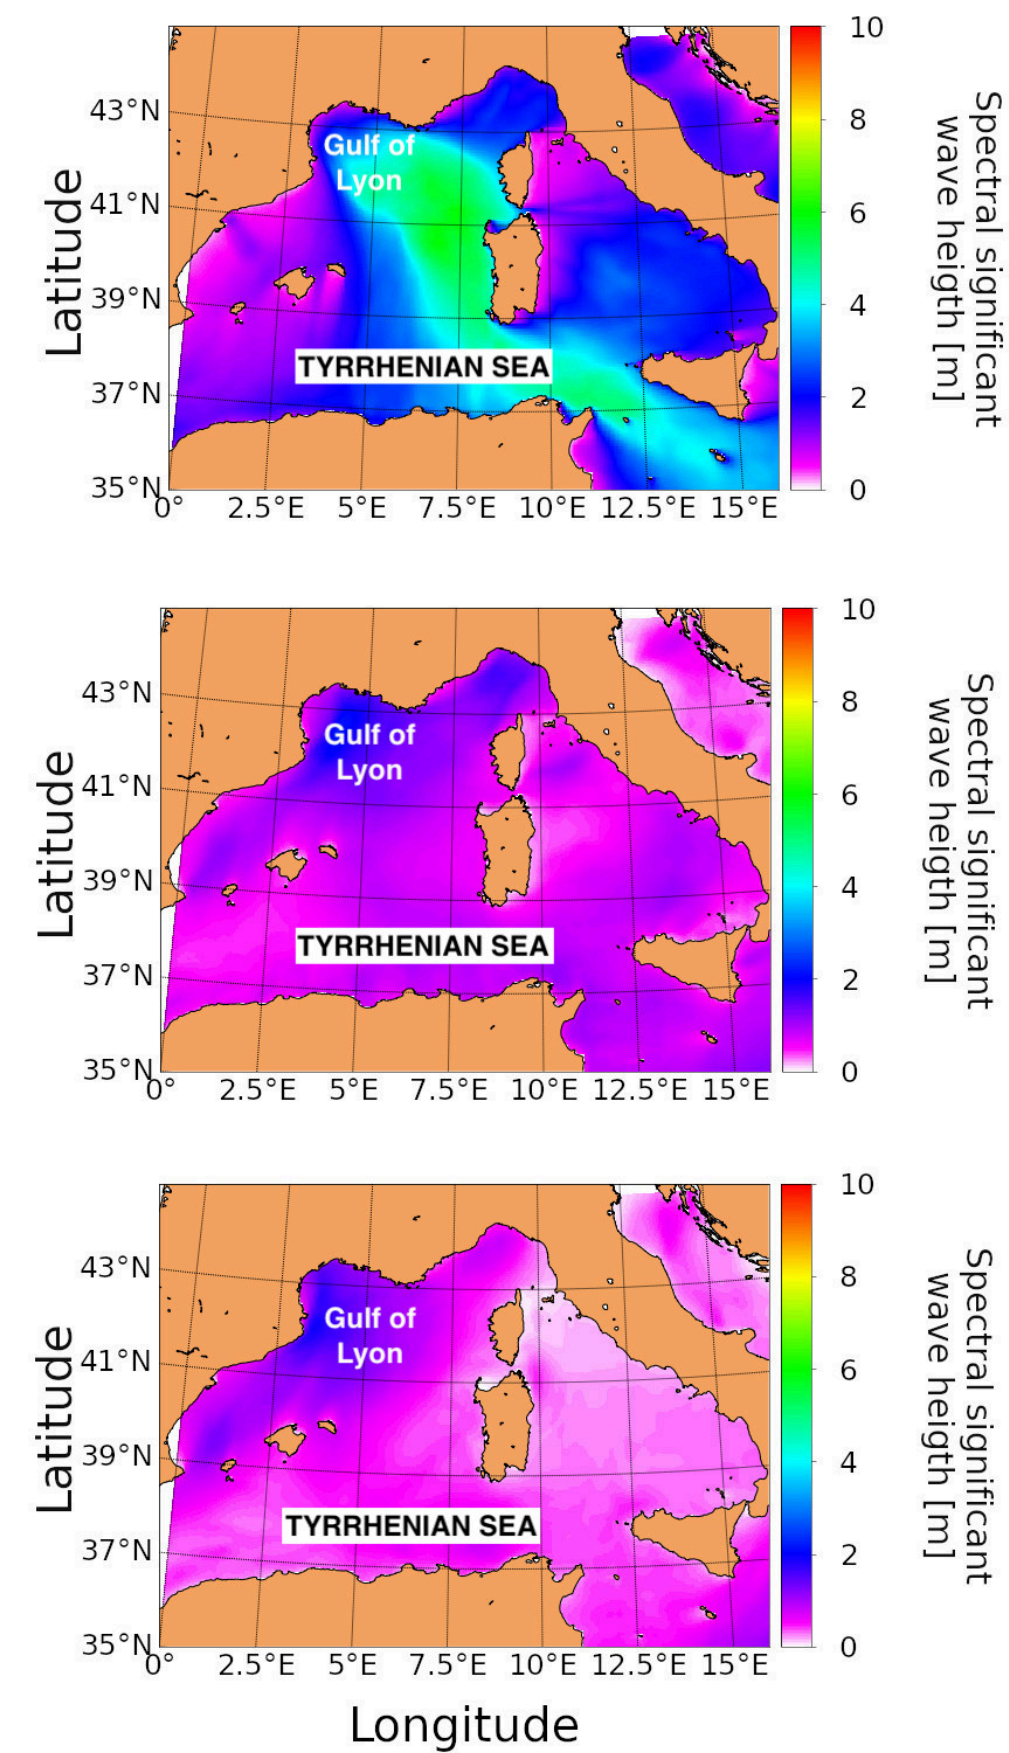 10
8
6
4
2
0
Spectral significant
wave heigth [m]
Latitude
43°N
41°N
39°N
37°N
35°N
Gulf of
Lyon
TYRRHENIAN SEA
0° 2.5°E 5°E 7.5°E 10°E 12.5°E 15°E
10
8
6
4
2
0
Spectral significant
wave heigth [m]
Latitude
43°N
41°N
39°N
37°N
35°N
Gulf of
Lyon
TYRRHENIAN SEA
0° 2.5°E 5°E 7.5°E 10°E 12.5°E 15°E
10
8
6
4
2
0
Spectral significant
wave heigth [m]
Latitude
43°N
41°N
39°N
37°N
35°N
Gulf of
Lyon
TYRRHENIAN SEA
0° 2.5°E 5°E 7.5°E 10°E 12.5°E 15°E
Longitude